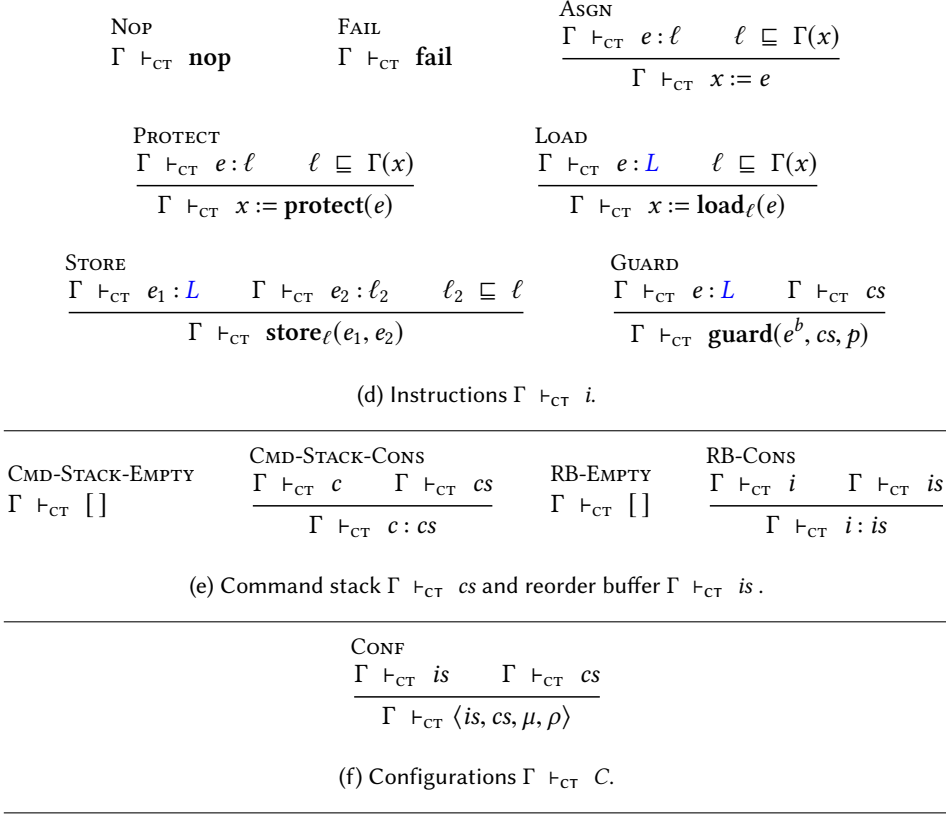 NOP
Γ ⊢CT nop
FAIL
Γ ⊢CT fail
ASGN
Γ ⊢CT e : ℓ ℓ ⊑ Γ(x)
Γ ⊢CT x := e
PROTECT
Γ ⊢CT e : ℓ ℓ ⊑ Γ(x)
Γ ⊢CT x := protect(e)
LOAD
Γ ⊢CT e : L ℓ ⊑ Γ(x)
Γ ⊢CT x := loadℓ(e)
STORE
Γ ⊢CT e₁ : L Γ ⊢CT e₂ : ℓ₂ ℓ₂ ⊑ ℓ
Γ ⊢CT storeℓ(e₁, e₂)
GUARD
Γ ⊢CT e : L Γ ⊢CT cs
Γ ⊢CT guard(eᵇ, cs, p)
(d) Instructions Γ ⊢CT i.
CMD-STACK-EMPTY
Γ ⊢CT []
CMD-STACK-CONS
Γ ⊢CT c Γ ⊢CT cs
Γ ⊢CT c : cs
RB-EMPTY
Γ ⊢CT []
RB-CONS
Γ ⊢CT i Γ ⊢CT is
Γ ⊢CT i : is
(e) Command stack Γ ⊢CT cs and reorder buffer Γ ⊢CT is .
CONF
Γ ⊢CT is Γ ⊢CT cs
Γ ⊢CT ⟨is, cs, μ, ρ⟩
(f) Configurations Γ ⊢CT C.